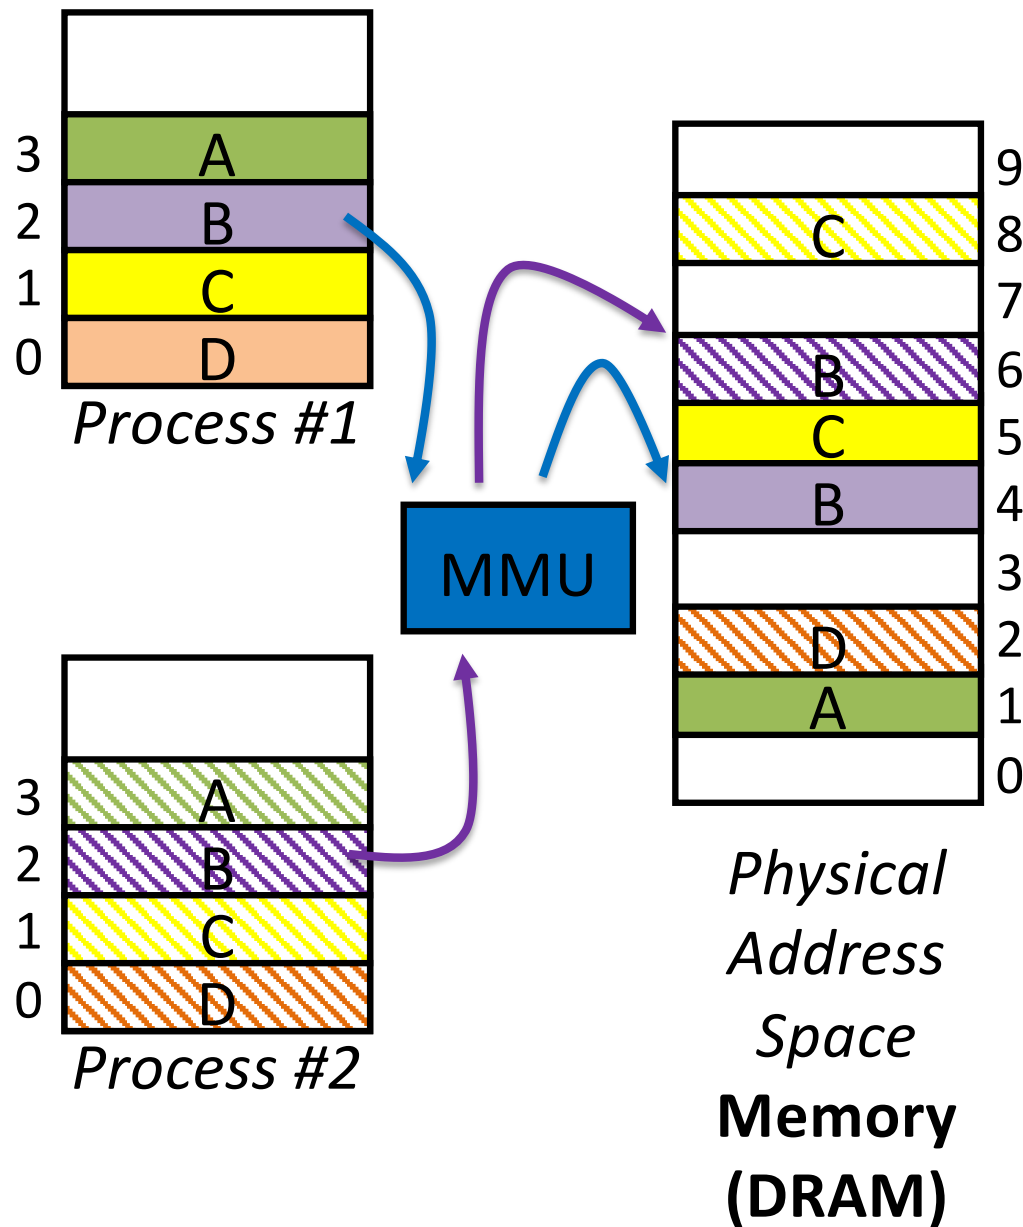 3 A
2 B
1 C
0 D
Process #1
MMU
3 A
2 B
1 C
0 D
Process #2
9
C 8
7
B 6
C 5
B 4
3
D 2
A 1
0
Physical
Address
Space
Memory
(DRAM)